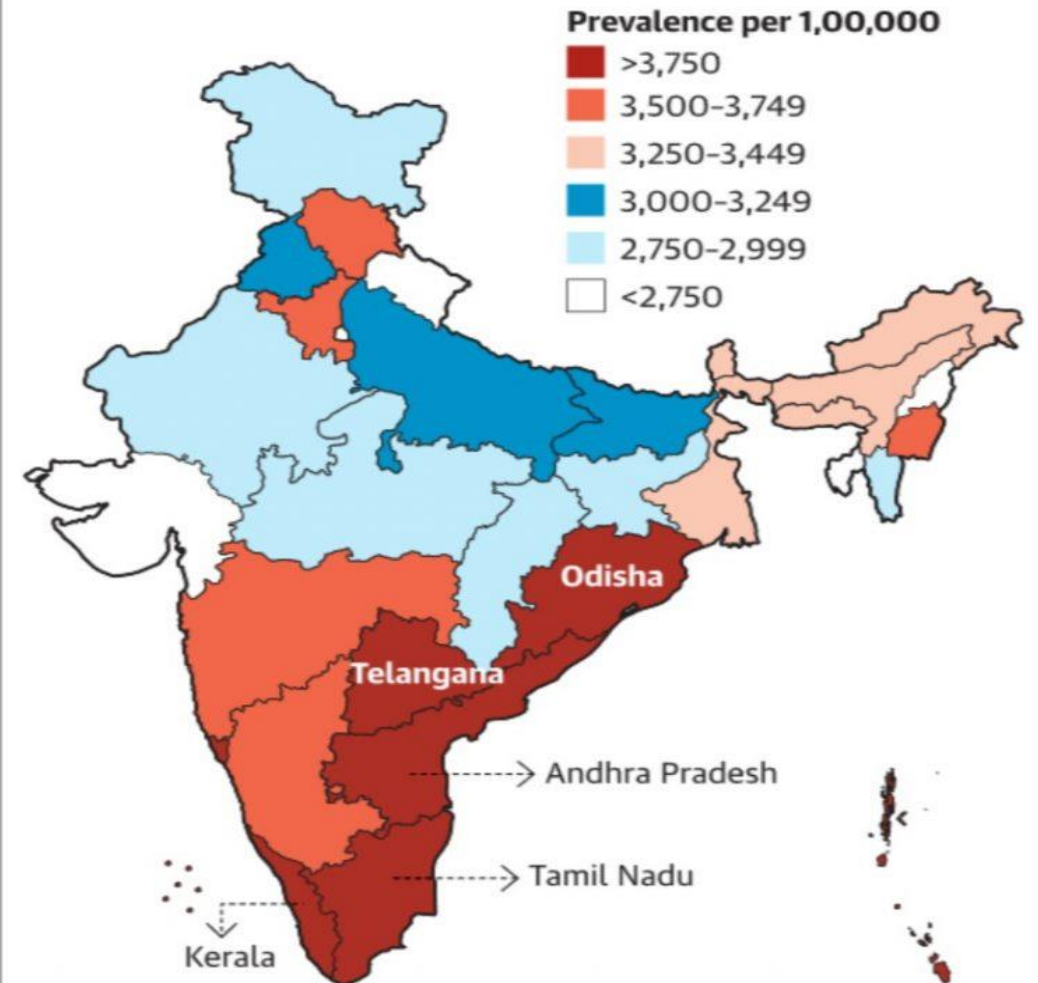 Prevalence per 1,00,000
>3,750
3,500–3,749
3,250–3,449
3,000–3,249
2,750–2,999
<2,750
Odisha
Telangana
Andhra Pradesh
Tamil Nadu
Kerala